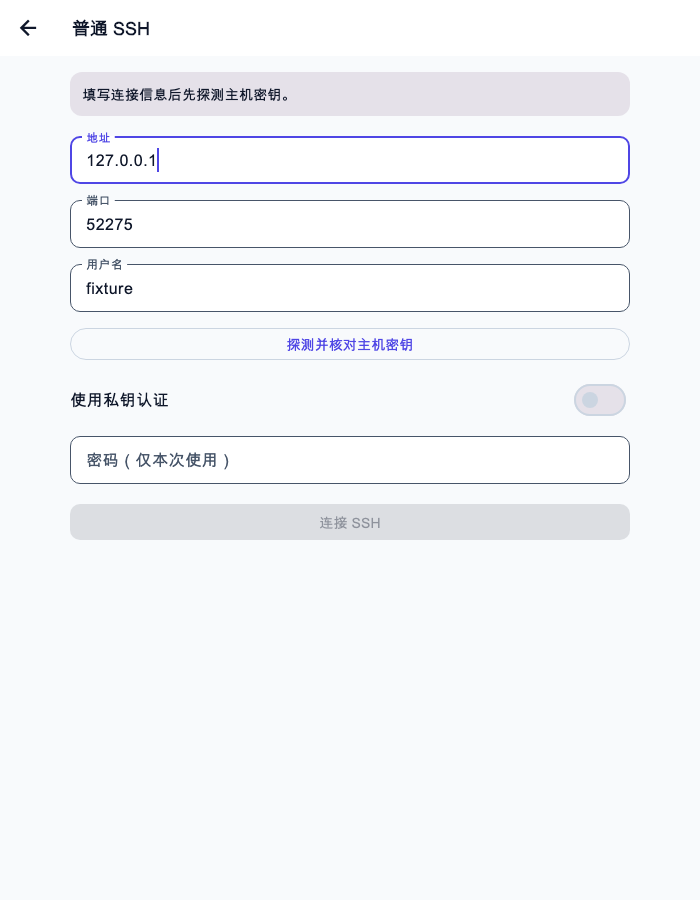 普通 SSH
填写连接信息后先探测主机密钥。
地址
127.0.0.1
端口
52275
用户名
fixture
探测并核对主机密钥
使用私钥认证
密码（仅本次使用）
连接 SSH